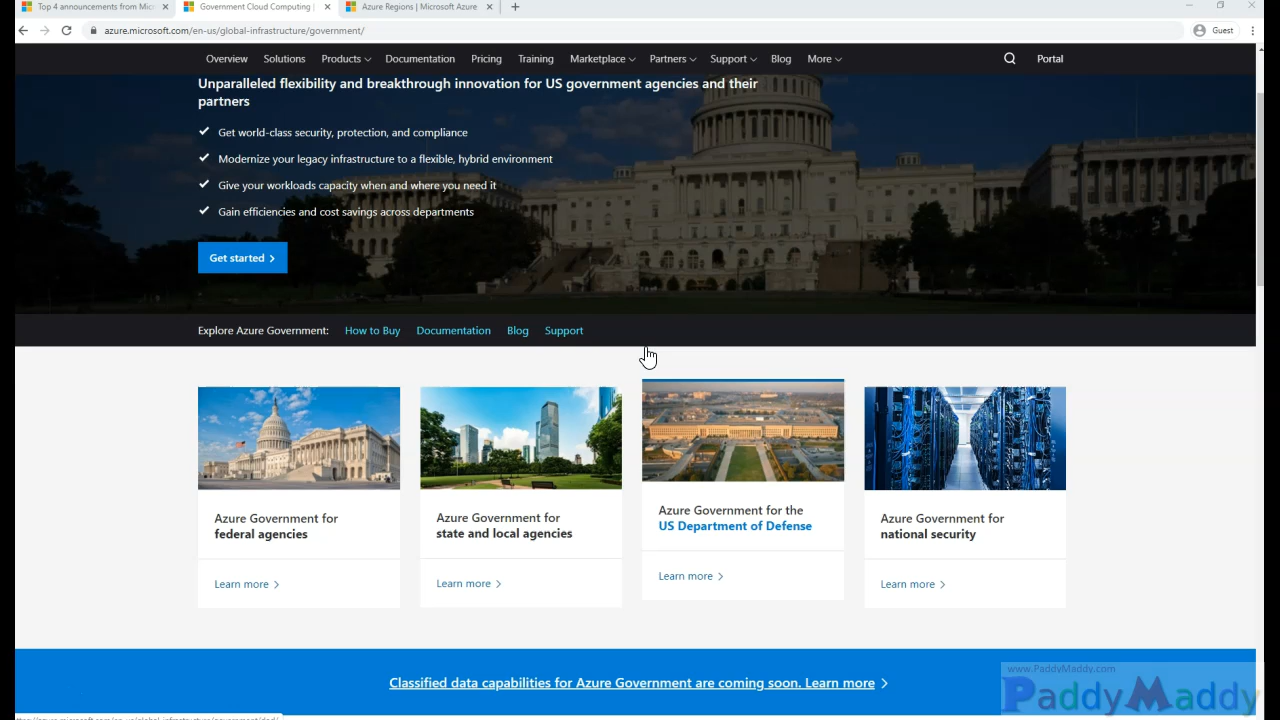 Top 4 announcements from Micr
Government Cloud Computing |
Azure Regions | Microsoft Azure
azure.microsoft.com/en-us/global-infrastructure/government/
Guest
Overview Solutions Products Documentation Pricing Training Marketplace Partners Support Blog More Portal
Unparalleled flexibility and breakthrough innovation for US government agencies and their
partners
Get world-class security, protection, and compliance
Modernize your legacy infrastructure to a flexible, hybrid environment
Give your workloads capacity when and where you need it
Gain efficiencies and cost savings across departments
Get started
Explore Azure Government: How to Buy Documentation Blog Support
Azure Government for
federal agencies
Learn more
Azure Government for
state and local agencies
Learn more
Azure Government for the
US Department of Defense
Learn more
Azure Government for
national security
Learn more
Classified data capabilities for Azure Government are coming soon. Learn more
www.PaddyMaddy.com
PaddyMaddy